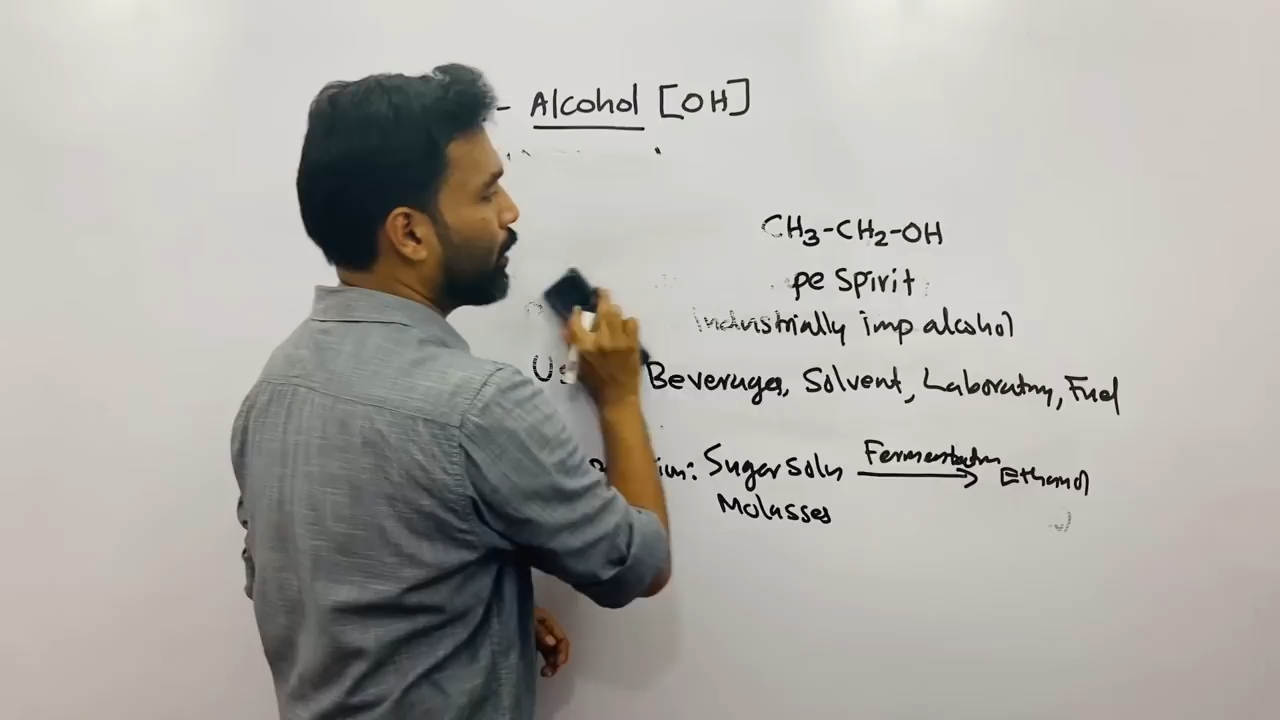 - Alcohol [OH]
CH3-CH2-OH
pe Spirit
industrially imp alcohol
Us Beverages, Solvent, Laboratory, Fuel
Fermentation
Sugar soln Ethanol
Molasses